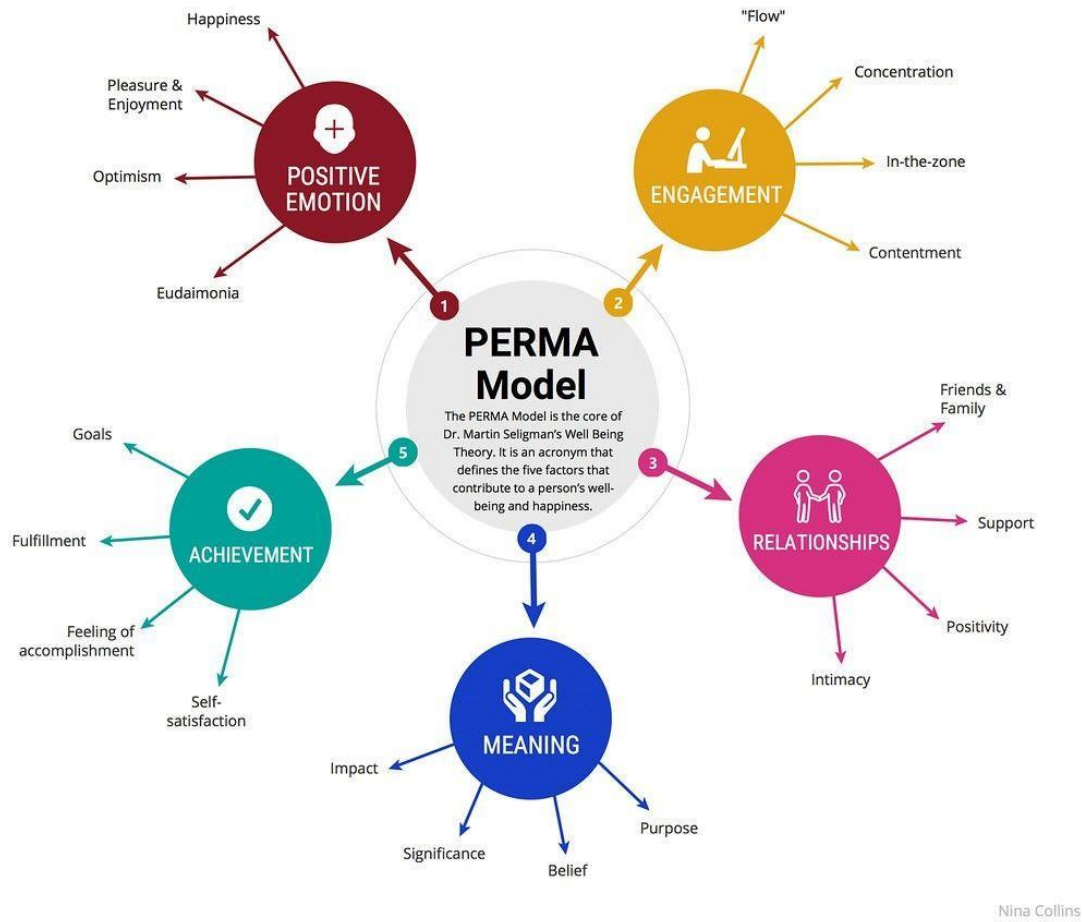 PERMA
Model
The PERMA Model is the core of
Dr. Martin Seligman's Well Being
Theory. It is an acronym that
defines the five factors that
contribute to a person's well-
being and happiness.
1
POSITIVE
EMOTION
Happiness
Pleasure &
Enjoyment
Optimism
Eudaimonia
2
ENGAGEMENT
"Flow"
Concentration
In-the-zone
Contentment
3
RELATIONSHIPS
Friends &
Family
Support
Positivity
Intimacy
4
MEANING
Purpose
Belief
Significance
Impact
5
ACHIEVEMENT
Goals
Fulfillment
Feeling of
accomplishment
Self-
satisfaction
Nina Collins